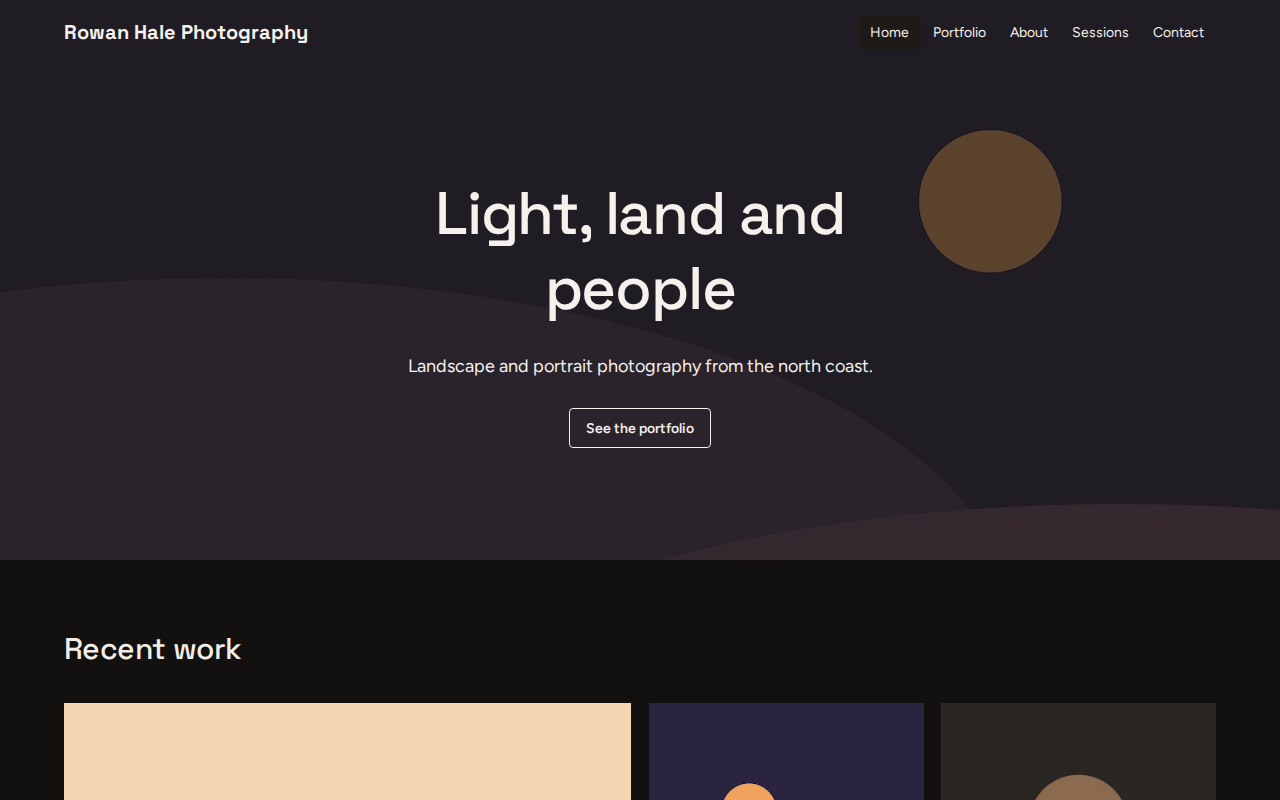 Rowan Hale Photography
Home Portfolio About Sessions Contact
Light, land and
people
Landscape and portrait photography from the north coast.
See the portfolio
Recent work